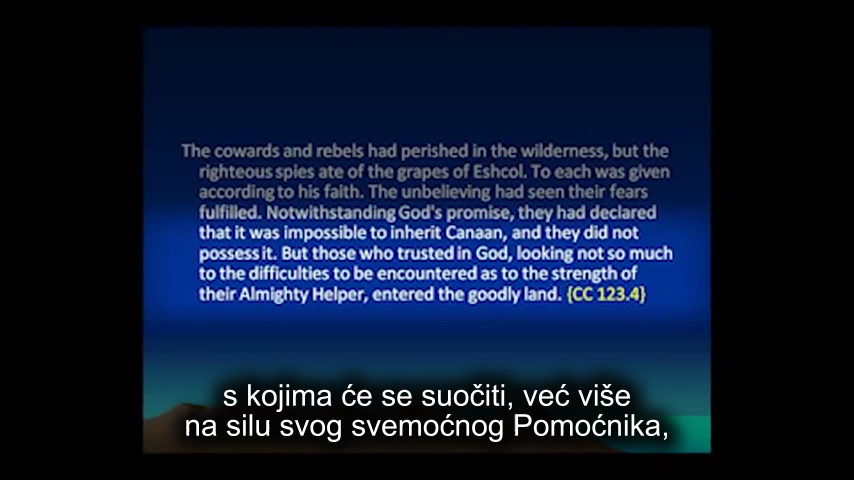 The cowards and rebels had perished in the wilderness, but the
righteous spies ate of the grapes of Eshcol. To each was given
according to his faith. The unbelieving had seen their fears
fulfilled. Notwithstanding God's promise, they had declared
that it was impossible to inherit Canaan, and they did not
possess it. But those who trusted in God, looking not so much
to the difficulties to be encountered as to the strength of
their Almighty Helper, entered the goodly land. {CC 123.4}
s kojima će se suočiti, već više
na silu svog svemoćnog Pomoćnika,